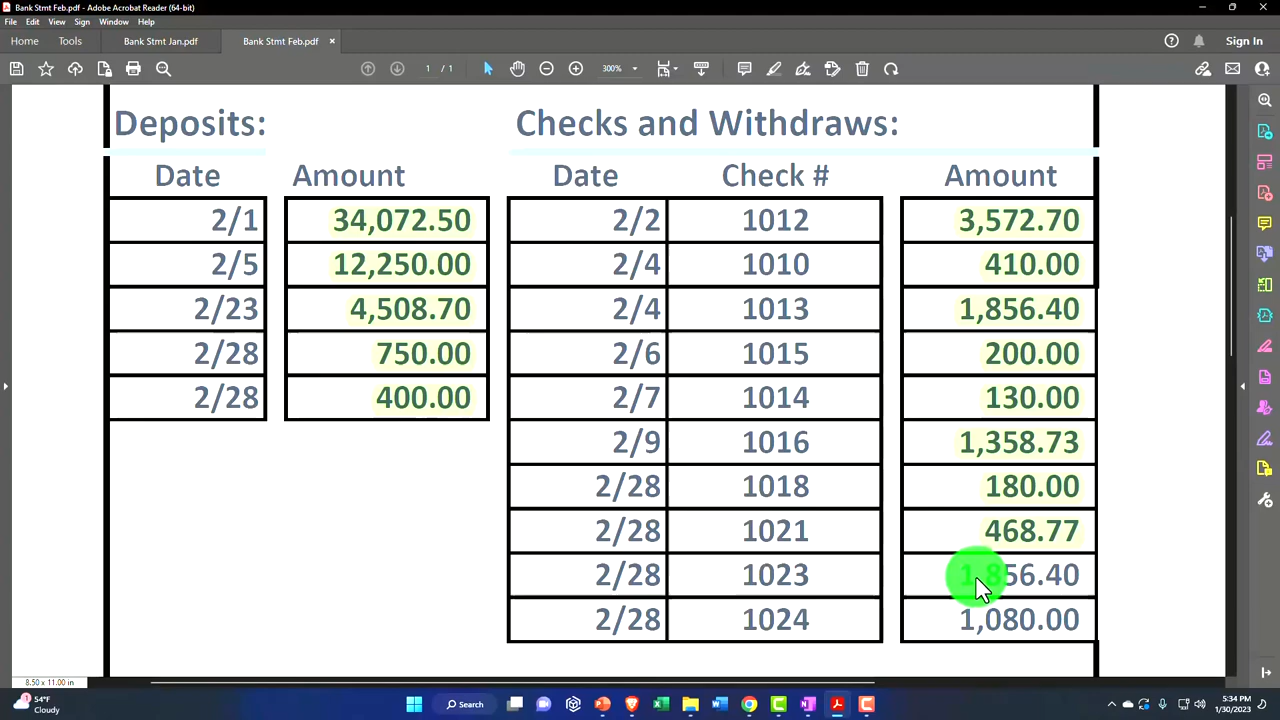 Bank Stmt Feb.pdf - Adobe Acrobat Reader (64-bit)
File Edit View Sign Window Help
Home Tools Bank Stmt Jan.pdf Bank Stmt Feb.pdf × Sign In
1 / 1 300%
Deposits: Checks and Withdraws:
Date Amount Date Check # Amount
2/1 34,072.50 2/2 1012 3,572.70
2/5 12,250.00 2/4 1010 410.00
2/23 4,508.70 2/4 1013 1,856.40
2/28 750.00 2/6 1015 200.00
2/28 400.00 2/7 1014 130.00
2/9 1016 1,358.73
2/28 1018 180.00
2/28 1021 468.77
2/28 1023 1,856.40
2/28 1024 1,080.00
8.50 x 11.00 in
1 54°F
Cloudy
Search
5:34 PM
1/30/2023